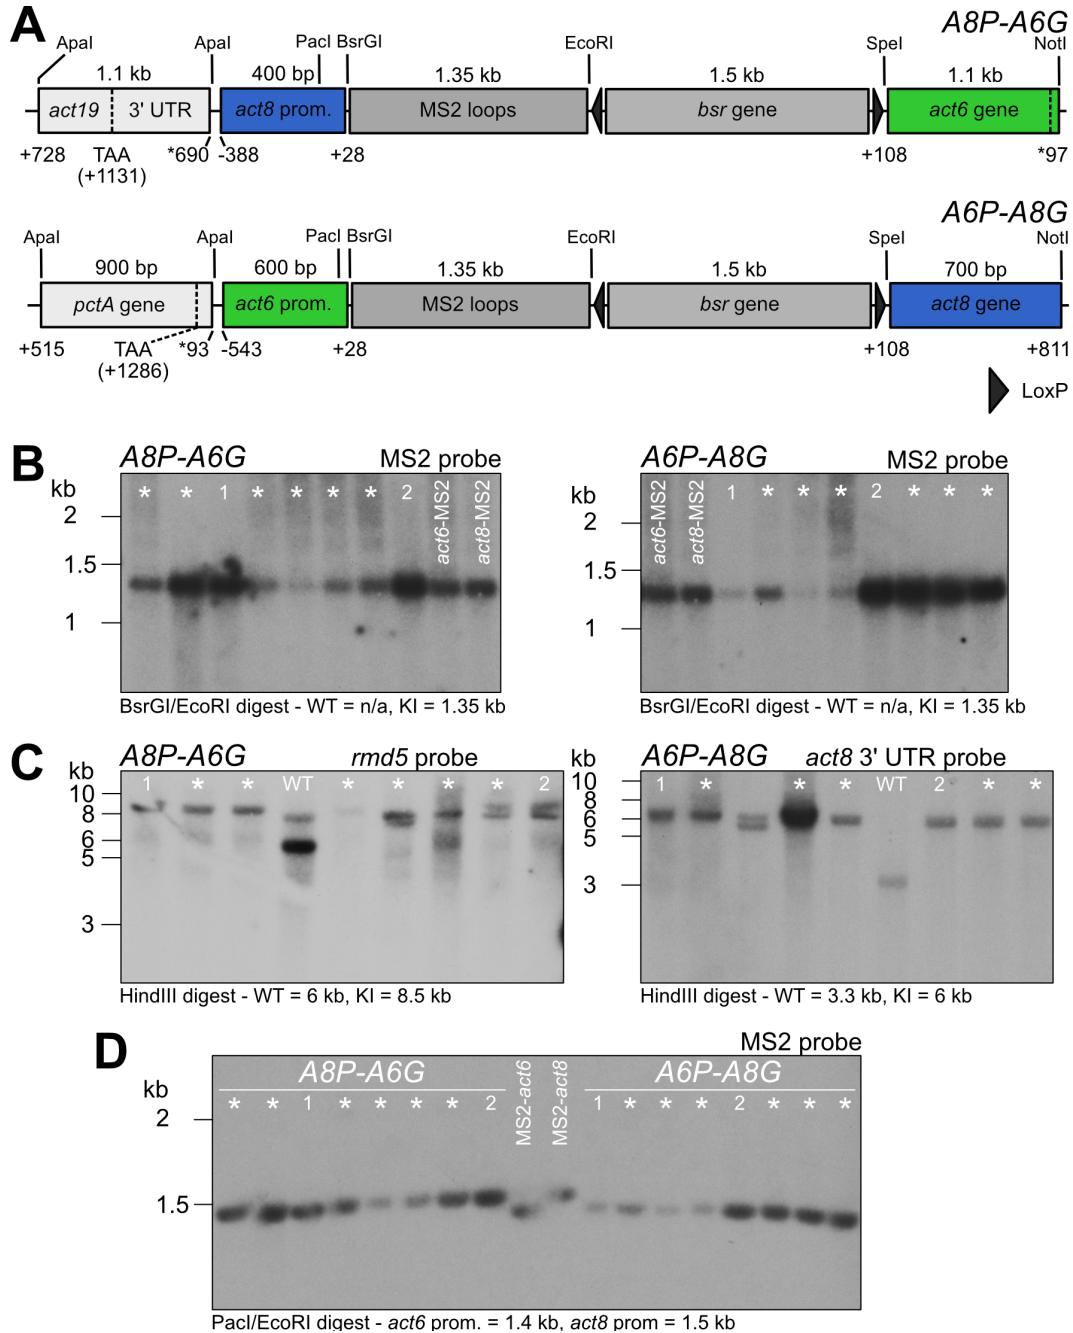 A
A8P-A6G
ApaI ApaI PacI BsrGI EcoRI SpeI NotI
1.1 kb 400 bp 1.35 kb 1.5 kb 1.1 kb
act19 3' UTR act8 prom. MS2 loops bsr gene act6 gene
+728 TAA *690 -388 +28 +108 *97
(+1131)
A6P-A8G
ApaI ApaI PacI BsrGI EcoRI SpeI NotI
900 bp 600 bp 1.35 kb 1.5 kb 700 bp
pctA gene act6 prom. MS2 loops bsr gene act8 gene
+515 TAA *93 -543 +28 +108 +811
(+1286)
LoxP
B
A8P-A6G MS2 probe
kb
* * 1 * * * * 2 act6-MS2 act8-MS2
2
1.5
1
BsrGI/EcoRI digest - WT = n/a, KI = 1.35 kb
A6P-A8G MS2 probe
kb
act6-MS2 act8-MS2 1 * * * 2 * * *
2
1.5
1
BsrGI/EcoRI digest - WT = n/a, KI = 1.35 kb
C
A8P-A6G rmd5 probe
kb
1 * * WT * * * * 2
10
8
6
5
3
HindIII digest - WT = 6 kb, KI = 8.5 kb
A6P-A8G act8 3' UTR probe
kb
1 * * * WT 2 * *
10
8
6
5
3
HindIII digest - WT = 3.3 kb, KI = 6 kb
D
MS2 probe
A8P-A6G MS2-act6 MS2-act8 A6P-A8G
kb
* * 1 * * * * 2 1 * * * 2 * * *
2
1.5
PacI/EcoRI digest - act6 prom. = 1.4 kb, act8 prom = 1.5 kb